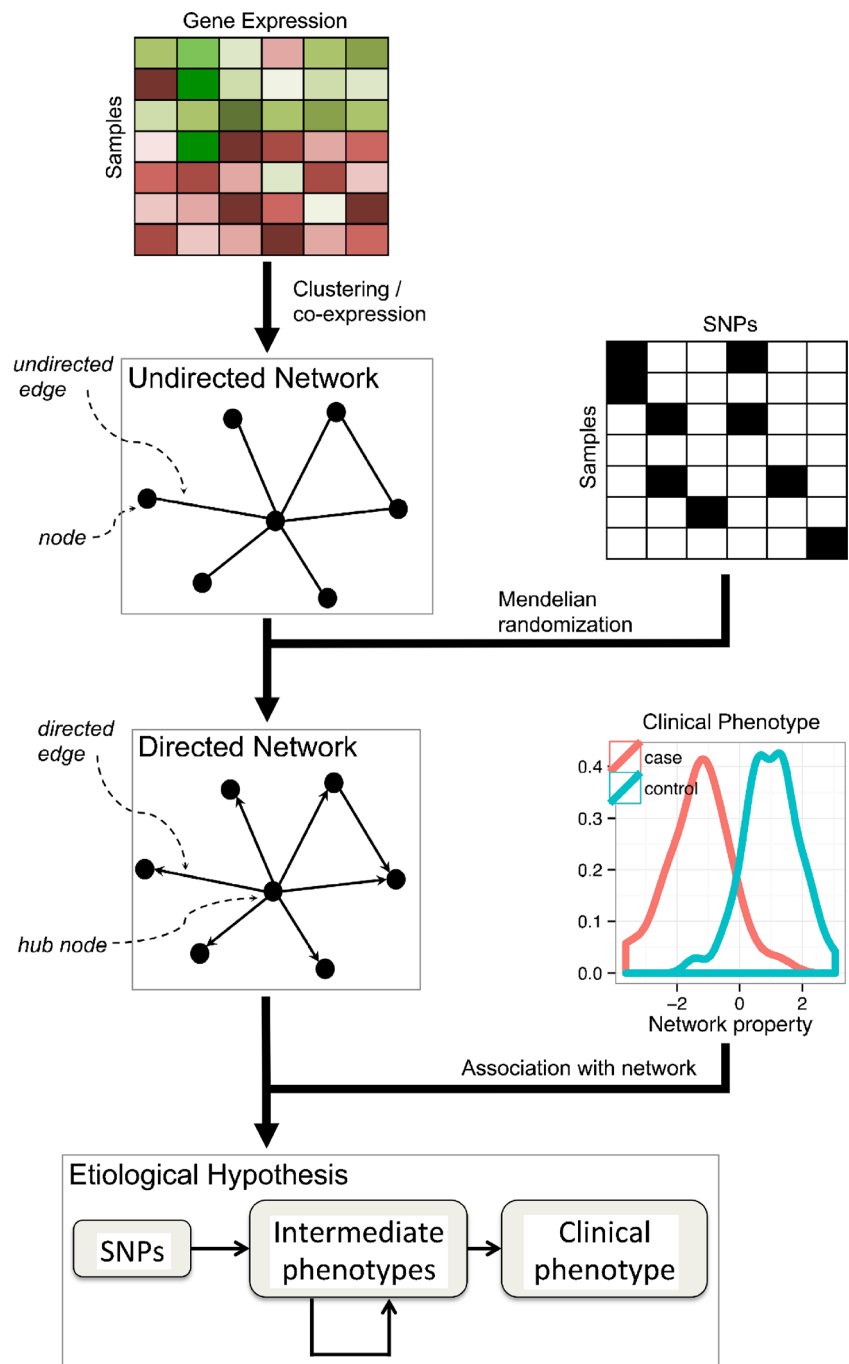 Gene Expression
Samples
Clustering /
co-expression
SNPs
Samples
undirected
edge
Undirected Network
node
Mendelian
randomization
directed
edge
Directed Network
hub node
Clinical Phenotype
case
control
0.4
0.3
0.2
0.1
0.0
−2 0 2
Network property
Association with network
Etiological Hypothesis
SNPs
Intermediate
phenotypes
Clinical
phenotype